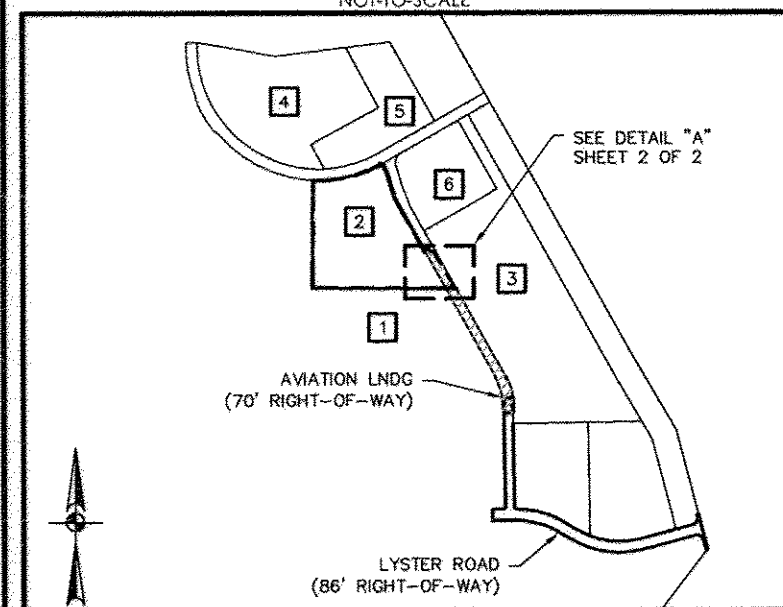 NOT-TO-SCALE
4
5
SEE DETAIL "A"
SHEET 2 OF 2
6
2
3
1
AVIATION LNDG
(70' RIGHT-OF-WAY)
LYSTER ROAD
(86' RIGHT-OF-WAY)